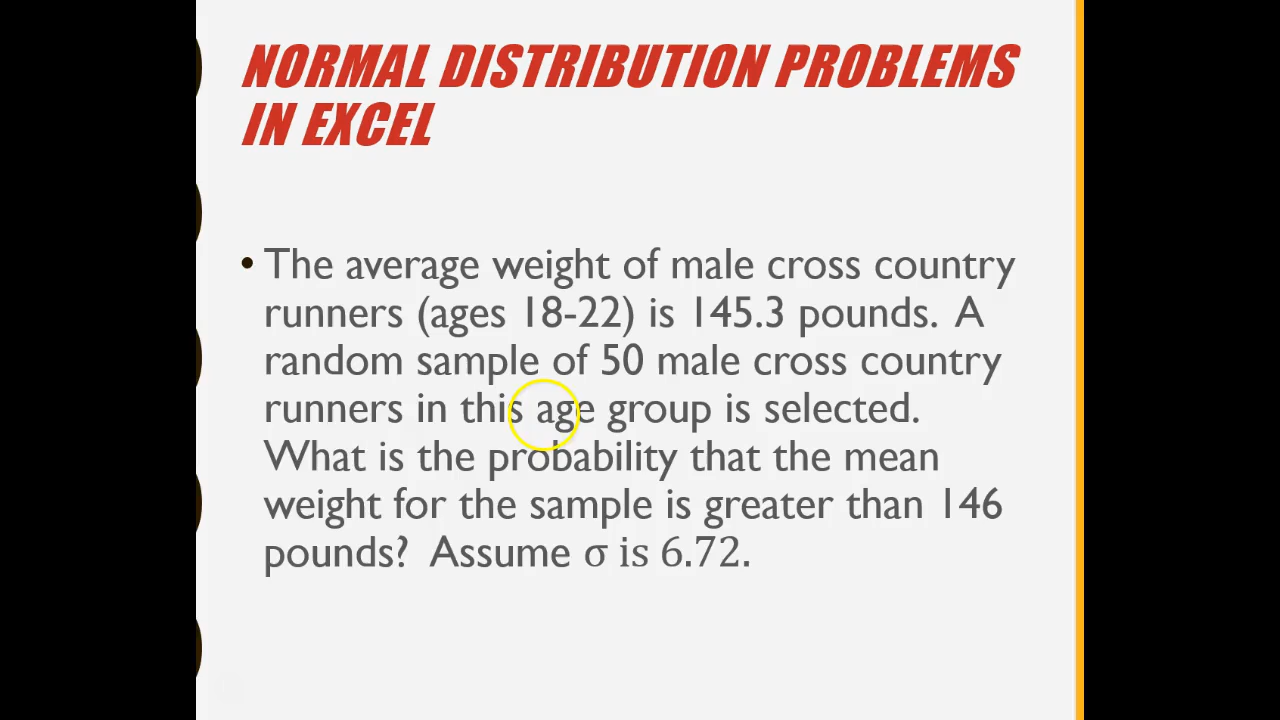 NORMAL DISTRIBUTION PROBLEMS
IN EXCEL
• The average weight of male cross country
runners (ages 18-22) is 145.3 pounds. A
random sample of 50 male cross country
runners in this age group is selected.
What is the probability that the mean
weight for the sample is greater than 146
pounds? Assume σ is 6.72.